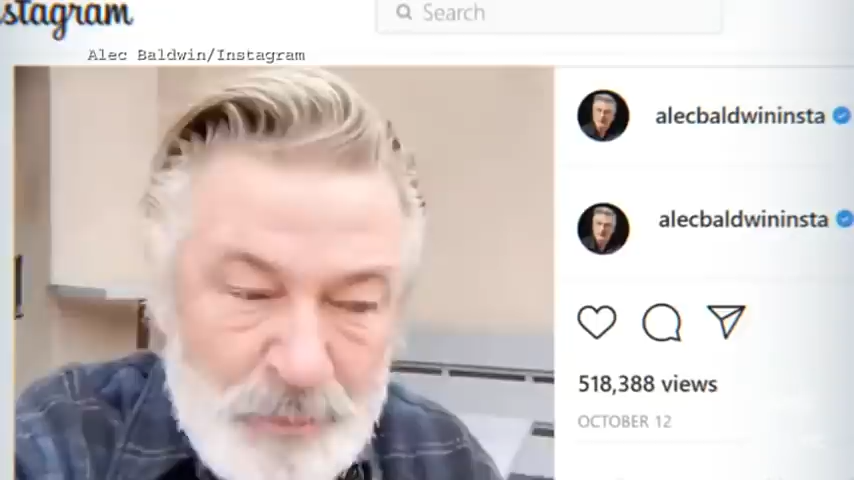 stagram
Search
Alec Baldwin/Instagram
alecbaldwininsta
alecbaldwininsta
518,388 views
OCTOBER 12